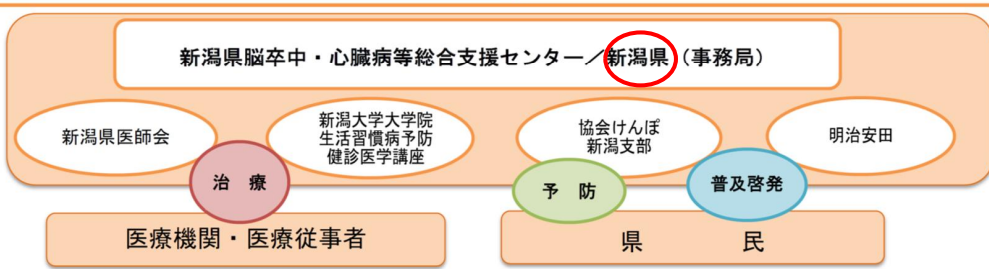 新潟県脳卒中・心臓病等総合支援センター/新潟県(事務局)
新潟県医師会
新潟大学大学院
生活習慣病予防
健診医学講座
協会けんぽ
新潟支部
明治安田
治 療
予 防
普及啓発
医療機関・医療従事者
県 民